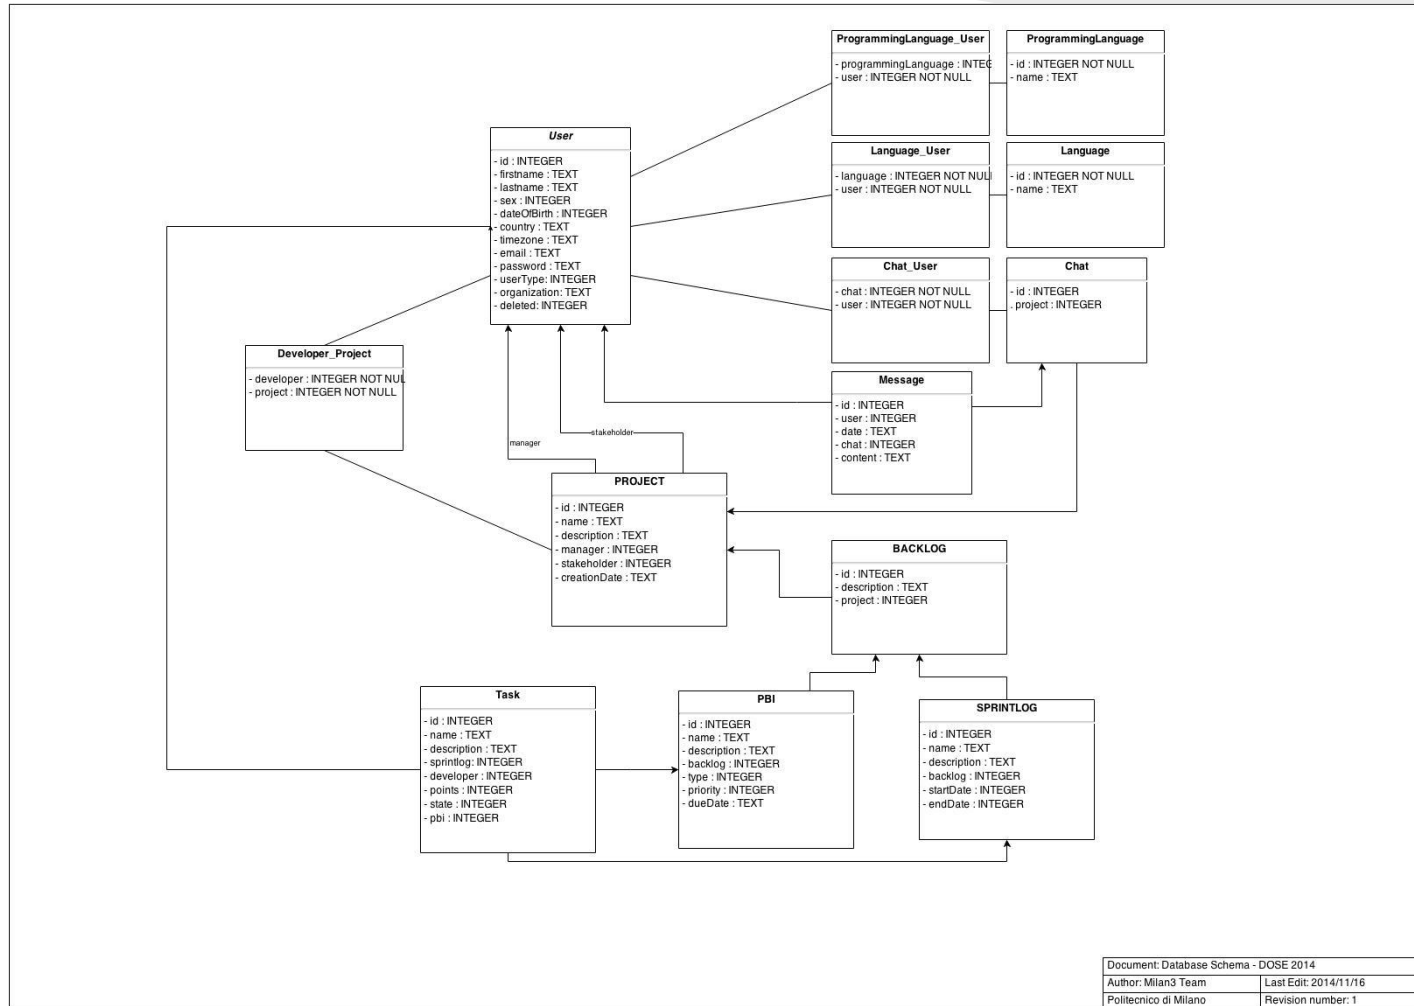 ProgrammingLanguage_User
- programmingLanguage : INTEG
- user : INTEGER NOT NULL
ProgrammingLanguage
- id : INTEGER NOT NULL
- name : TEXT
User
- id : INTEGER
- firstname : TEXT
- lastname : TEXT
- sex : INTEGER
- dateOfBirth : INTEGER
- country : TEXT
- timezone : TEXT
- email : TEXT
- password : TEXT
- userType: INTEGER
- organization: TEXT
- deleted: INTEGER
Language_User
- language : INTEGER NOT NULL
- user : INTEGER NOT NULL
Language
- id : INTEGER NOT NULL
- name : TEXT
Chat_User
- chat : INTEGER NOT NULL
- user : INTEGER NOT NULL
Chat
- id : INTEGER
. project : INTEGER
Developer_Project
- developer : INTEGER NOT NUL
- project : INTEGER NOT NULL
Message
- id : INTEGER
- user : INTEGER
- date : TEXT
- chat : INTEGER
- content : TEXT
manager
stakeholder
PROJECT
- id : INTEGER
- name : TEXT
- description : TEXT
- manager : INTEGER
- stakeholder : INTEGER
- creationDate : TEXT
BACKLOG
- id : INTEGER
- description : TEXT
- project : INTEGER
Task
- id : INTEGER
- name : TEXT
- description : TEXT
- sprintlog: INTEGER
- developer : INTEGER
- points : INTEGER
- state : INTEGER
- pbi : INTEGER
PBI
- id : INTEGER
- name : TEXT
- description : TEXT
- backlog : INTEGER
- type : INTEGER
- priority : INTEGER
- dueDate : TEXT
SPRINTLOG
- id : INTEGER
- name : TEXT
- description : TEXT
- backlog : INTEGER
- startDate : INTEGER
- endDate : INTEGER
Document: Database Schema - DOSE 2014
Author: Milan3 Team
Last Edit: 2014/11/16
Politecnico di Milano
Revision number: 1